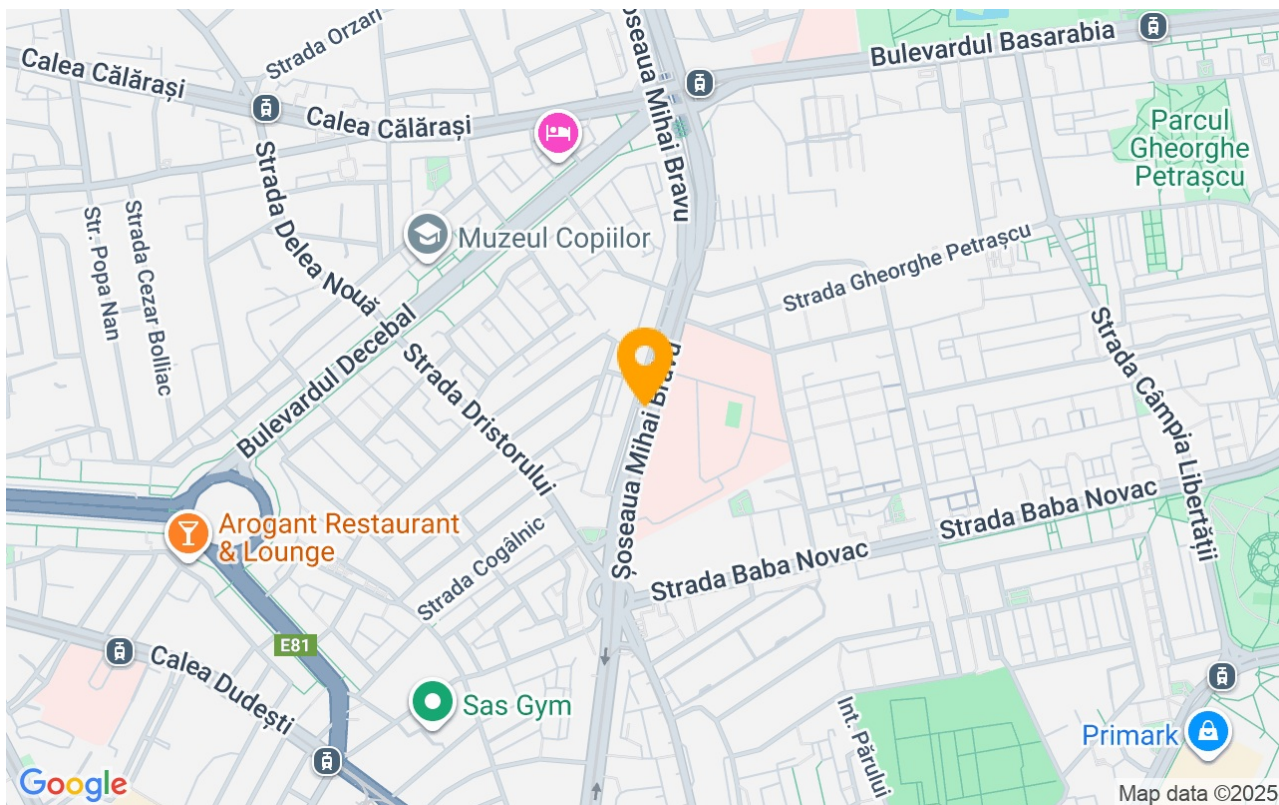 Șoseaua Mihai Bravu
Bulevardul Basarabia
Strada Orzari
Calea Călărași
Calea Călărași
Parcul
Gheorghe
Petrașcu
Strada Delea Nouă
Str. Popa Nan
Strada Cezar Bolliac
Muzeul Copiilor
Strada Gheorghe Petrașcu
Bulevardul Decebal
Strada Dristorului
Strada Câmpia Libertății
Șoseaua Mihai Bravu
Arogant Restaurant
& Lounge
Strada Cogâlnic
Strada Baba Novac
Strada Baba Novac
E81
Calea Dudești
Sas Gym
Int. Părului
Primark
Google
Map data ©2025